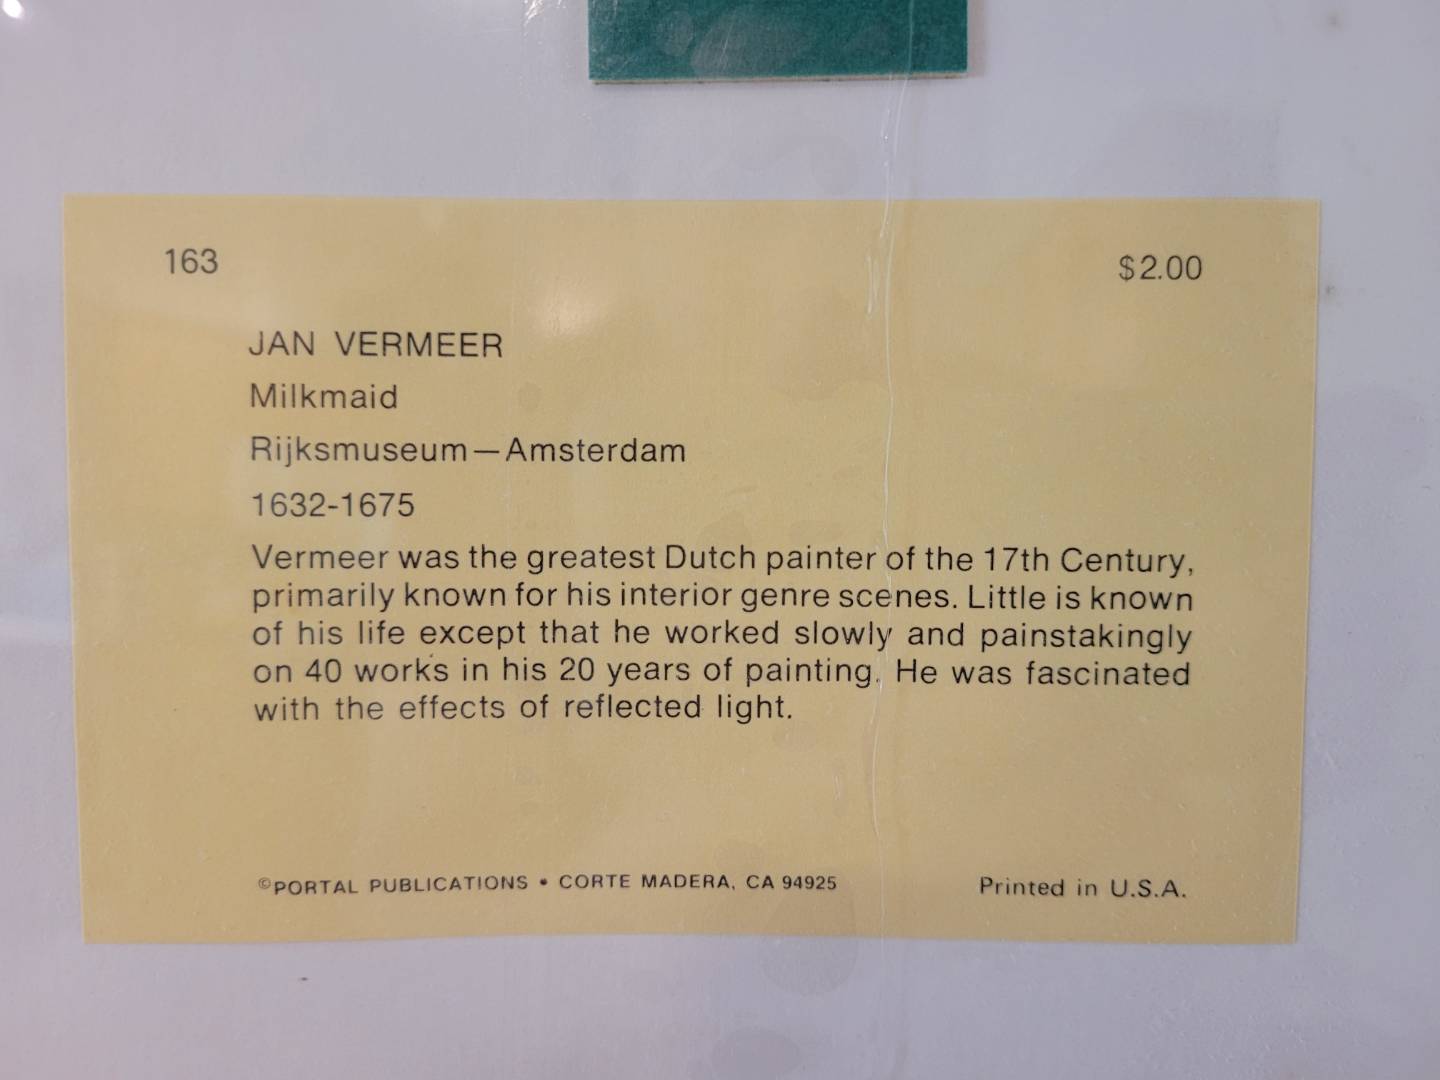 163
$2.00
JAN VERMEER
Milkmaid
Rijksmuseum—Amsterdam
1632-1675
Vermeer was the greatest Dutch painter of the 17th Century,
primarily known for his interior genre scenes. Little is known
of his life except that he worked slowly and painstakingly
on 40 works in his 20 years of painting. He was fascinated
with the effects of reflected light.
©PORTAL PUBLICATIONS • CORTE MADERA, CA 94925
Printed in U.S.A.